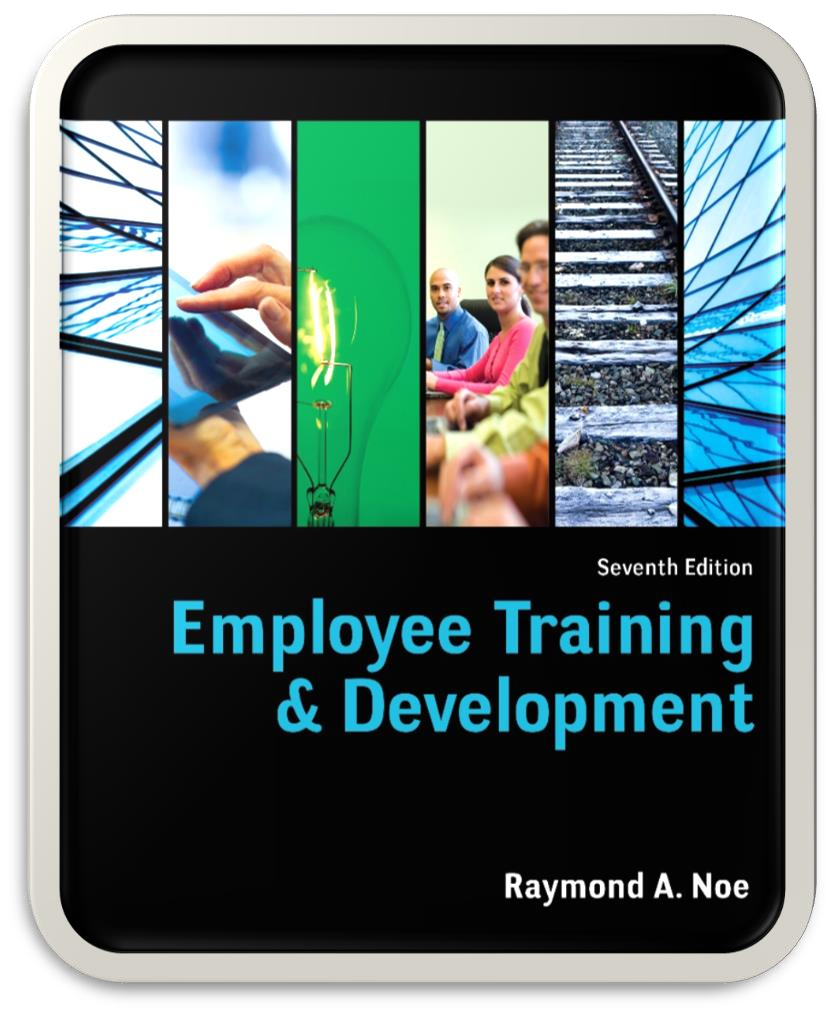 Seventh Edition
Employee Training
& Development
Raymond A. Noe